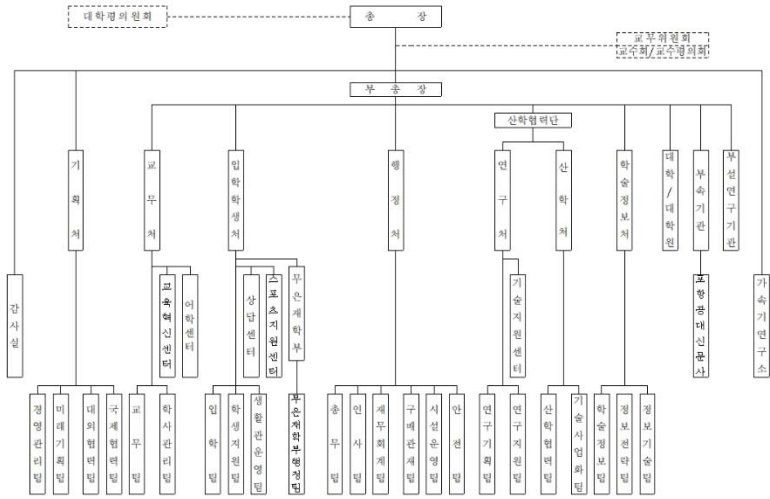 대학평의원회
총 장
교무위원회
교수회/교수평의회
부 총 장
산학협력단
기획처
교무처
입학학생처
행정처
연구처
산학처
학술정보처
대학/대학원
부속기관
부설연구기관
감사실
교육혁신센터
어학센터
상담센터
스포츠지원센터
무은재학부
기술지원센터
포항공대신문사
가속기연구소
경영관리팀
미래기획팀
대외협력팀
국제협력팀
교무팀
학사관리팀
입학팀
학생지원팀
생활관운영팀
무은재학부행정팀
총무팀
인사팀
재무회계팀
구매관재팀
시설운영팀
안전팀
연구기획팀
연구지원팀
산학협력팀
기술사업화팀
학술정보팀
정보전략팀
정보기술팀